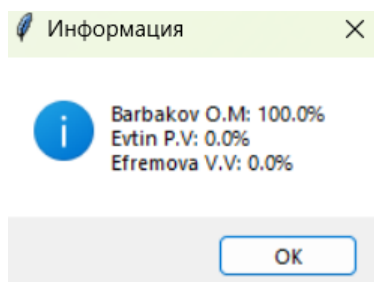 Информация
Barbakov O.M: 100.0%
Evtin P.V: 0.0%
Efremova V.V: 0.0%
OK